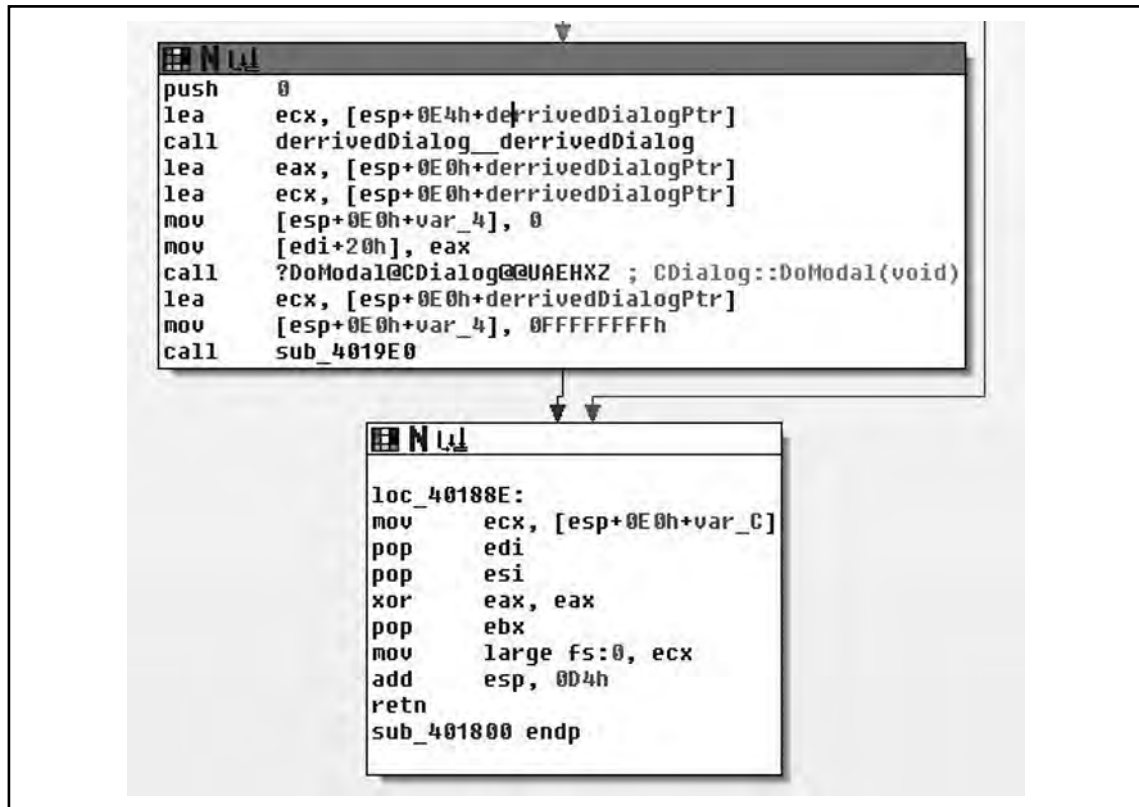 push 0
lea ecx, [esp+0E4h+derrivedDialogPtr]
call derrivedDialog__derrivedDialog
lea eax, [esp+0E0h+derrivedDialogPtr]
lea ecx, [esp+0E0h+derrivedDialogPtr]
mov [esp+0E0h+var_4], 0
mov [edi+20h], eax
call ?DoModal@CDialog@@UAEHXZ ; CDialog::DoModal(void)
lea ecx, [esp+0E0h+derrivedDialogPtr]
mov [esp+0E0h+var_4], 0FFFFFFFFh
call sub_4019E0
loc_40188E:
mov ecx, [esp+0E0h+var_C]
pop edi
pop esi
xor eax, eax
pop ebx
mov large fs:0, ecx
add esp, 0D4h
retn
sub_401800 endp